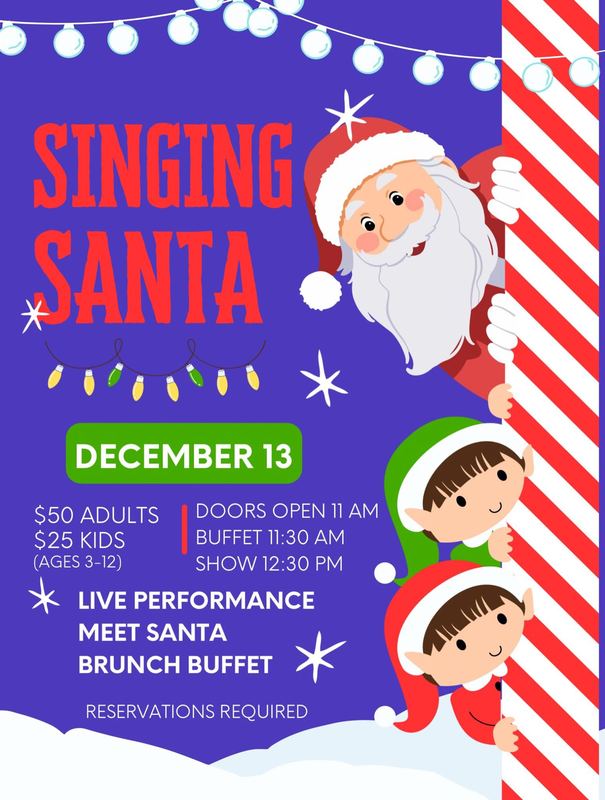 SINGING
SANTA
DECEMBER 13
$50 ADULTS
$25 KIDS
(AGES 3-12)
DOORS OPEN 11 AM
BUFFET 11:30 AM
SHOW 12:30 PM
LIVE PERFORMANCE
MEET SANTA
BRUNCH BUFFET
RESERVATIONS REQUIRED